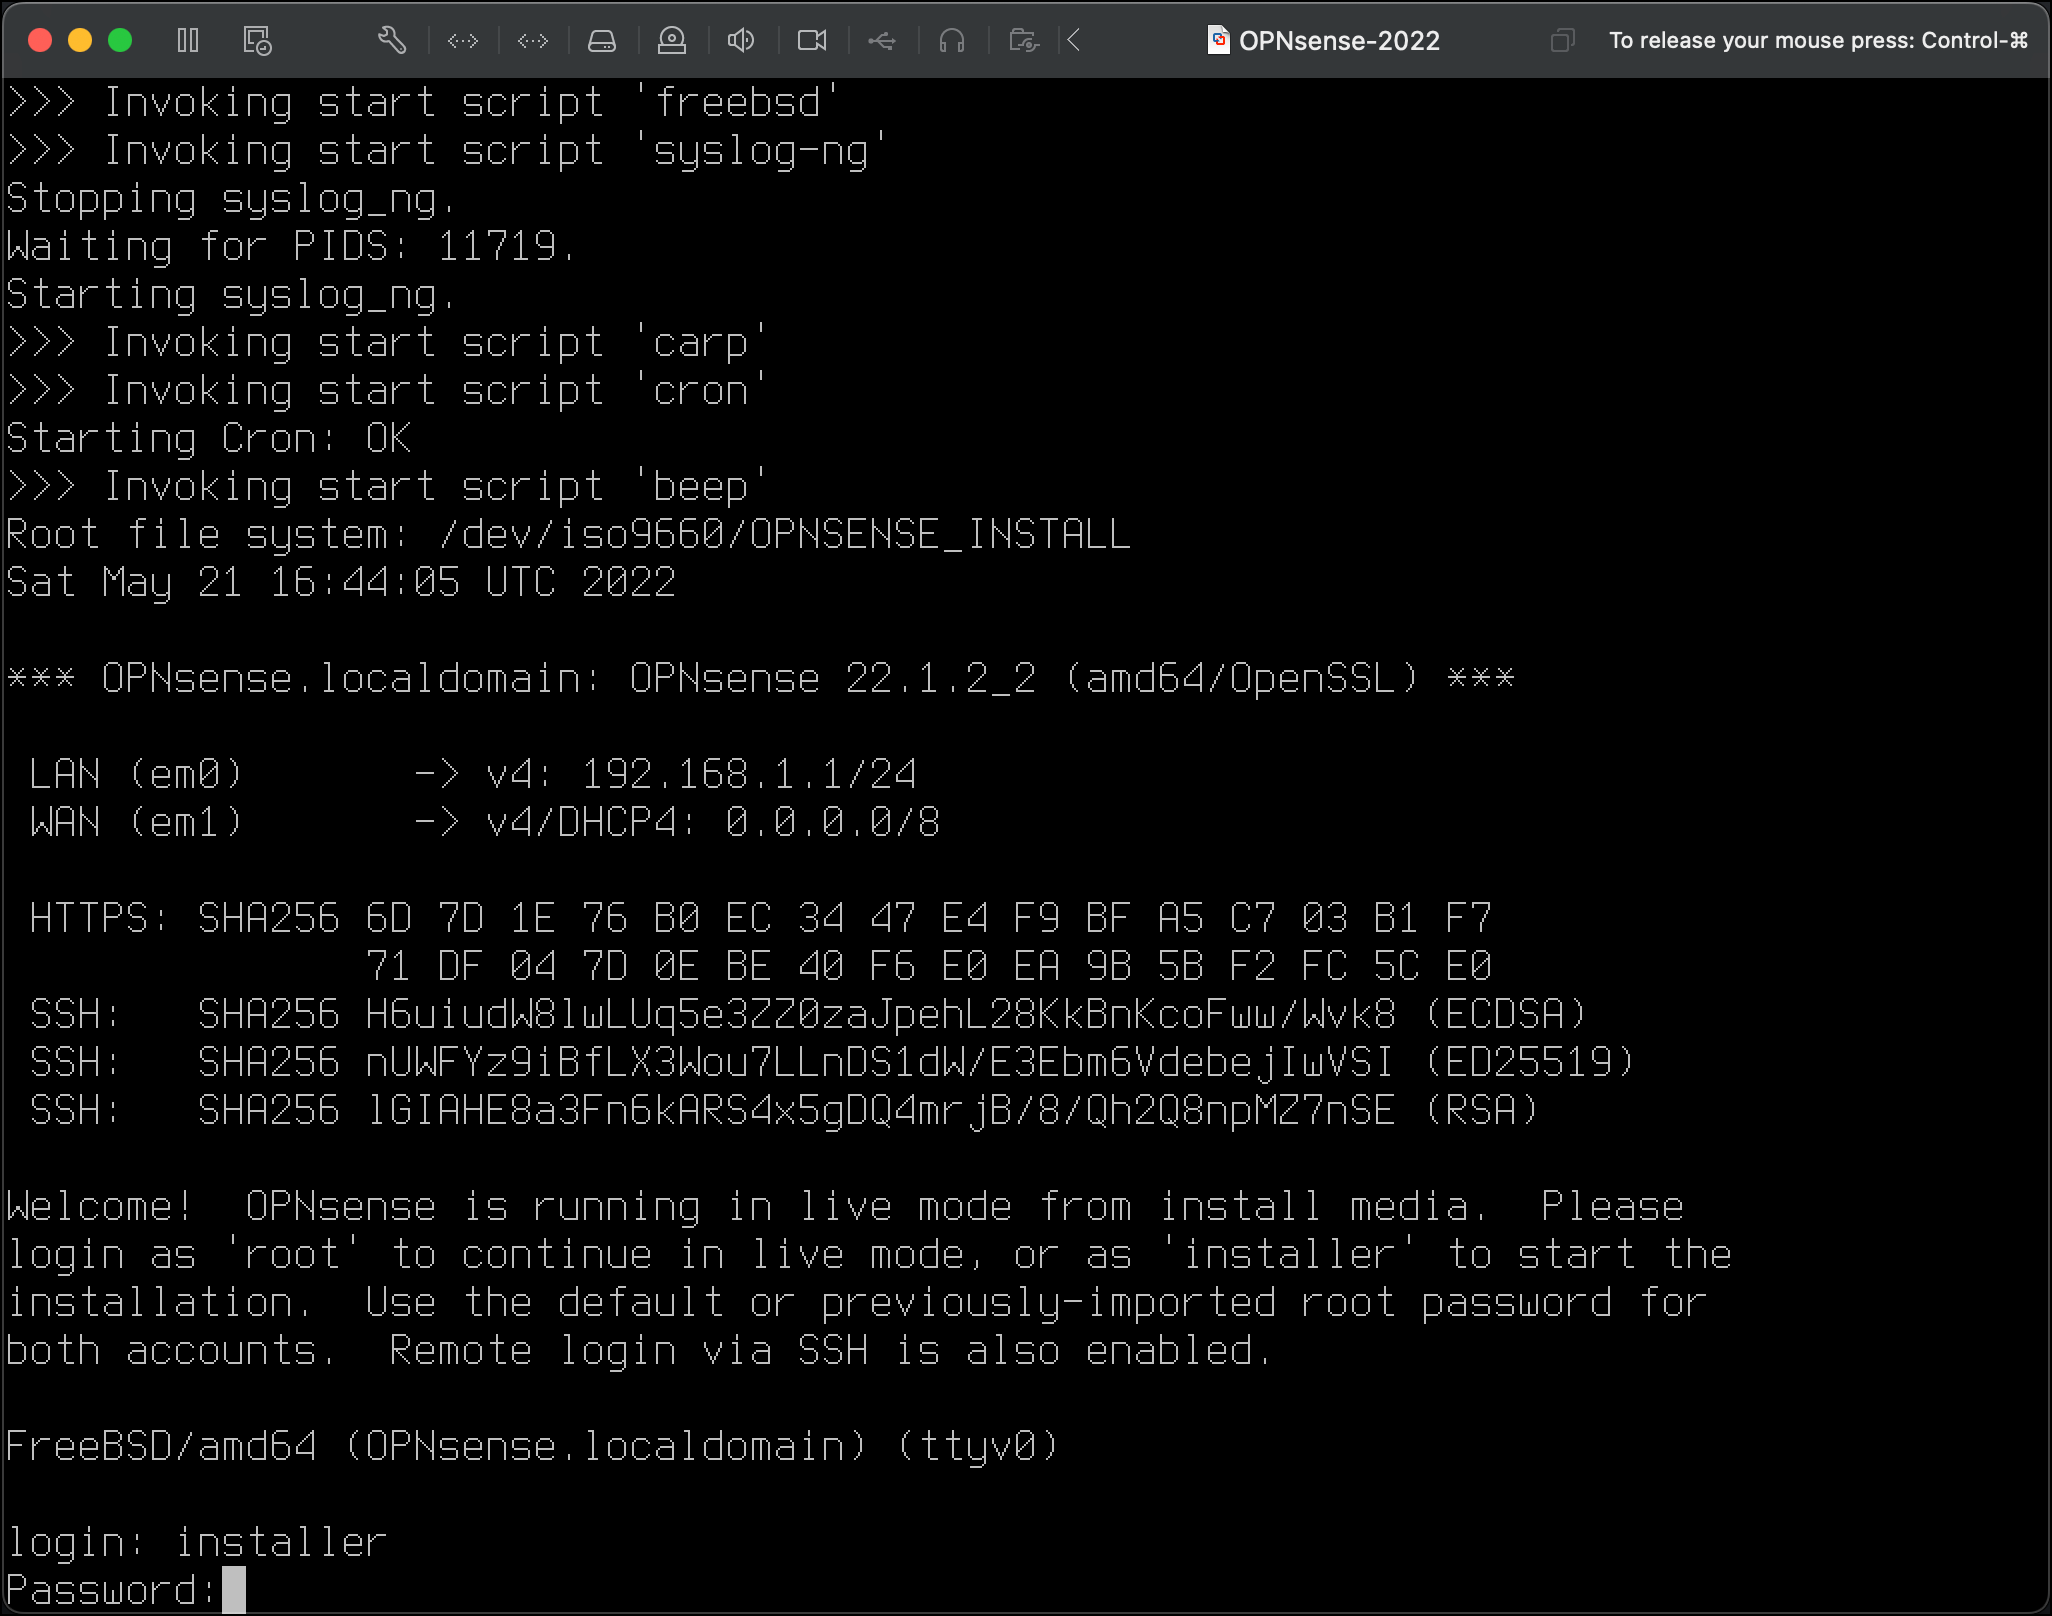 OPNsense-2022
To release your mouse press: Control-⌘
>>> Invoking start script 'freebsd'
>>> Invoking start script 'syslog-ng'
Stopping syslog_ng.
Waiting for PIDS: 11719.
Starting syslog_ng.
>>> Invoking start script 'carp'
>>> Invoking start script 'cron'
Starting Cron: OK
>>> Invoking start script 'beep'
Root file system: /dev/iso9660/OPNSENSE_INSTALL
Sat May 21 16:44:05 UTC 2022
*** OPNsense.localdomain: OPNsense 22.1.2_2 (amd64/OpenSSL) ***
LAN (em0)       -> v4: 192.168.1.1/24
WAN (em1)       -> v4/DHCP4: 0.0.0.0/8
HTTPS: SHA256 6D 7D 1E 76 B0 EC 34 47 E4 F9 BF A5 C7 03 B1 F7
71 DF 04 7D 0E BE 40 F6 E0 EA 9B 5B F2 FC 5C E0
SSH:   SHA256 H6uiudW8lwLUq5e3ZZ0zaJpehL28KkBnKcoFww/Wvk8 (ECDSA)
SSH:   SHA256 nUWFYz9iBfLX3Wou7LLnDS1dW/E3Ebm6VdebejIwVSI (ED25519)
SSH:   SHA256 lGIAHE8a3Fn6kARS4x5gDQ4mrjB/8/Qh2Q8npMZ7nSE (RSA)
Welcome!  OPNsense is running in live mode from install media.  Please
login as 'root' to continue in live mode, or as 'installer' to start the
installation.  Use the default or previously-imported root password for
both accounts.  Remote login via SSH is also enabled.
FreeBSD/amd64 (OPNsense.localdomain) (ttyv0)
login: installer
Password: